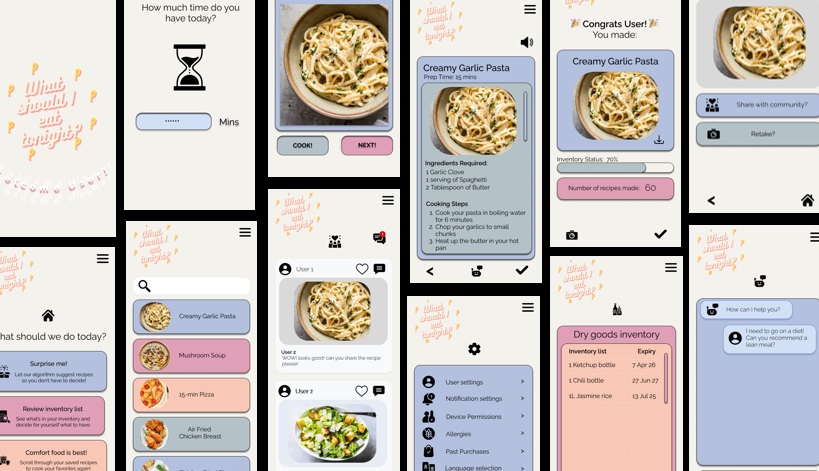 What
should I
eat
tonight?
Welcome User!
How much time do you
have today?
······
Mins
COOK!
NEXT!
What
should I
eat
tonight?
Creamy Garlic Pasta
Prep Time: 15 mins
Ingredients Required:
1 Garlic Clove
1 serving of Spaghetti
2 Tablespoon of Butter
Cooking Steps
1. Cook your pasta in boiling water
for 6 minutes
2. Chop your garlics to small
chunks
3. Heat up the butter in your hot
pan
Congrats User!
You made:
Creamy Garlic Pasta
Inventory Status: 70%
Number of recipes made: 60
Share with community?
Retake?
What
should I
eat
tonight?
hat should we do today?
Surprise me!
Let our algorithm suggest recipes
so you don't have to decide!
Review inventory list
See what's in your inventory and
decide for yourself what to have
Comfort food is best!
Scroll through your saved recipes
to cook your favorites again!
What
should I
eat
tonight?
Creamy Garlic Pasta
Mushroom Soup
15-min Pizza
Air Fried
Chicken Breast
What
should I
eat
tonight?
User 1
User 2
WOW! looks good! can you share the recipe
please?
User 2
What
should I
eat
tonight?
User settings >
Notification settings >
Device Permissions >
Allergies >
Past Purchases >
Language selection
What
should I
eat
tonight?
Dry goods inventory
Inventory list Expiry
1 Ketchup bottle 7 Apr 26
1 Chili bottle 27 Jun 27
1L Jasmine rice 13 Jul 25
What
should I
eat
tonight?
How can i help you?
I need to go on a diet!
Can you recommend a
lean meal?